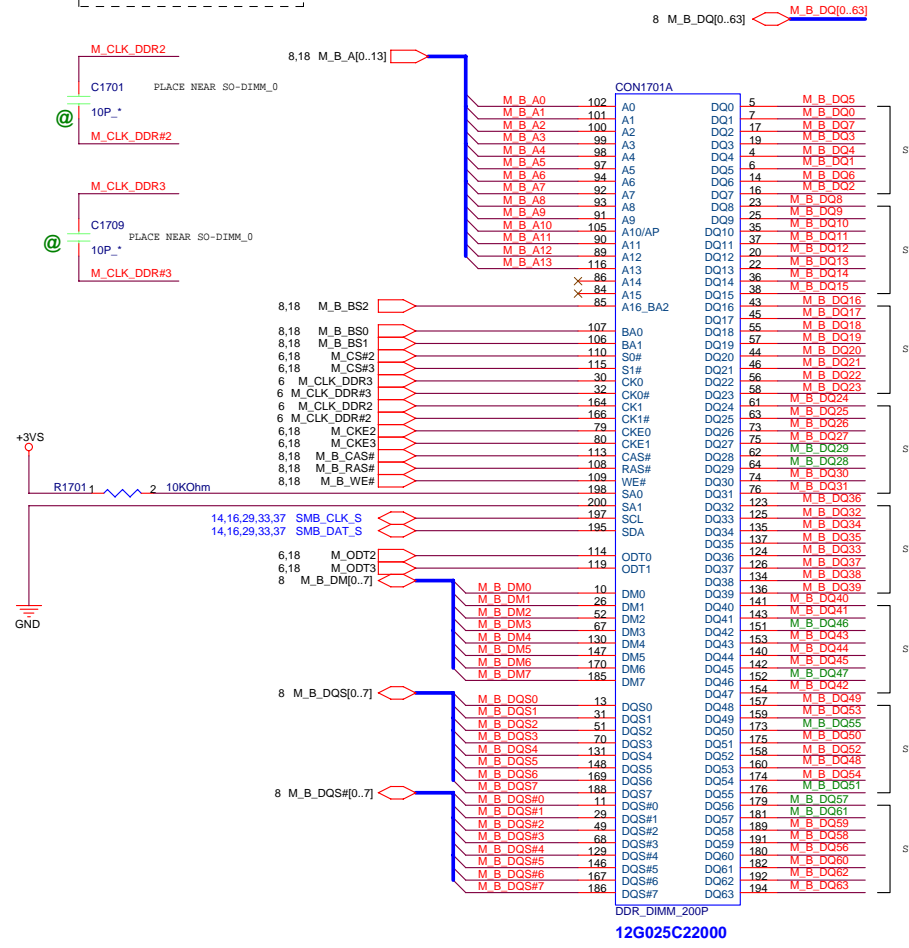 8 M_B_DQ[0..63] M_B_DQ[0..63]
M_CLK_DDR2
C1701 PLACE NEAR SO-DIMM_0
@ 10P_*
M_CLK_DDR#2
M_CLK_DDR3
C1709 PLACE NEAR SO-DIMM_0
@ 10P_*
M_CLK_DDR#3
8,18 M_B_A[0..13]
CON1701A
M_B_A0 102 A0 DQ0 5 M_B_DQ5
M_B_A1 101 A1 DQ1 7 M_B_DQ0
M_B_A2 100 A2 DQ2 17 M_B_DQ7
M_B_A3 99 A3 DQ3 19 M_B_DQ3
M_B_A4 98 A4 DQ4 4 M_B_DQ4
M_B_A5 97 A5 DQ5 6 M_B_DQ1
M_B_A6 94 A6 DQ6 14 M_B_DQ6
M_B_A7 92 A7 DQ7 16 M_B_DQ2
M_B_A8 93 A8 DQ8 23 M_B_DQ8
M_B_A9 91 A9 DQ9 25 M_B_DQ9
M_B_A10 105 A10/AP DQ10 35 M_B_DQ10
M_B_A11 90 A11 DQ11 37 M_B_DQ11
M_B_A12 89 A12 DQ12 20 M_B_DQ12
M_B_A13 116 A13 DQ13 22 M_B_DQ13
86 A14 DQ14 36 M_B_DQ14
84 A15 DQ15 38 M_B_DQ15
8,18 M_B_BS2 85 A16_BA2 DQ16 43 M_B_DQ16
DQ17 45 M_B_DQ17
8,18 M_B_BS0 107 BA0 DQ18 55 M_B_DQ18
8,18 M_B_BS1 106 BA1 DQ19 57 M_B_DQ19
6,18 M_CS#2 110 S0# DQ20 44 M_B_DQ20
6,18 M_CS#3 115 S1# DQ21 46 M_B_DQ21
6 M_CLK_DDR3 30 CK0 DQ22 56 M_B_DQ22
6 M_CLK_DDR#3 32 CK0# DQ23 58 M_B_DQ23
6 M_CLK_DDR2 164 CK1 DQ24 61 M_B_DQ24
6 M_CLK_DDR#2 166 CK1# DQ25 63 M_B_DQ25
6,18 M_CKE2 79 CKE0 DQ26 73 M_B_DQ26
6,18 M_CKE3 80 CKE1 DQ27 75 M_B_DQ27
8,18 M_B_CAS# 113 CAS# DQ28 62 M_B_DQ29
8,18 M_B_RAS# 108 RAS# DQ29 64 M_B_DQ28
8,18 M_B_WE# 109 WE# DQ30 74 M_B_DQ30
+3VS R1701 1 2 10KOhm 198 SA0 DQ31 76 M_B_DQ31
200 SA1 DQ32 123 M_B_DQ36
14,16,29,33,37 SMB_CLK_S 197 SCL DQ33 125 M_B_DQ32
14,16,29,33,37 SMB_DAT_S 195 SDA DQ34 135 M_B_DQ34
DQ35 137 M_B_DQ35
6,18 M_ODT2 114 ODT0 DQ36 124 M_B_DQ33
6,18 M_ODT3 119 ODT1 DQ37 126 M_B_DQ37
8 M_B_DM[0..7] DQ38 134 M_B_DQ38
M_B_DM0 10 DM0 DQ39 136 M_B_DQ39
M_B_DM1 26 DM1 DQ40 141 M_B_DQ40
GND M_B_DM2 52 DM2 DQ41 143 M_B_DQ41
M_B_DM3 67 DM3 DQ42 151 M_B_DQ46
M_B_DM4 130 DM4 DQ43 153 M_B_DQ43
M_B_DM5 147 DM5 DQ44 140 M_B_DQ44
M_B_DM6 170 DM6 DQ45 142 M_B_DQ45
M_B_DM7 185 DM7 DQ46 152 M_B_DQ47
8 M_B_DQS[0..7] DQ47 154 M_B_DQ42
M_B_DQS0 13 DQS0 DQ48 157 M_B_DQ49
M_B_DQS1 31 DQS1 DQ49 159 M_B_DQ53
M_B_DQS2 51 DQS2 DQ50 173 M_B_DQ55
M_B_DQS3 70 DQS3 DQ51 175 M_B_DQ50
M_B_DQS4 131 DQS4 DQ52 158 M_B_DQ52
M_B_DQS5 148 DQS5 DQ53 160 M_B_DQ48
M_B_DQS6 169 DQS6 DQ54 174 M_B_DQ54
M_B_DQS7 188 DQS7 DQ55 176 M_B_DQ51
8 M_B_DQS#[0..7] M_B_DQS#0 11 DQS#0 DQ56 179 M_B_DQ57
M_B_DQS#1 29 DQS#1 DQ57 181 M_B_DQ61
M_B_DQS#2 49 DQS#2 DQ58 189 M_B_DQ59
M_B_DQS#3 68 DQS#3 DQ59 191 M_B_DQ58
M_B_DQS#4 129 DQS#4 DQ60 180 M_B_DQ56
M_B_DQS#5 146 DQS#5 DQ61 182 M_B_DQ60
M_B_DQS#6 167 DQS#6 DQ62 192 M_B_DQ62
M_B_DQS#7 186 DQS#7 DQ63 194 M_B_DQ63
DDR_DIMM_200P
12G025C22000